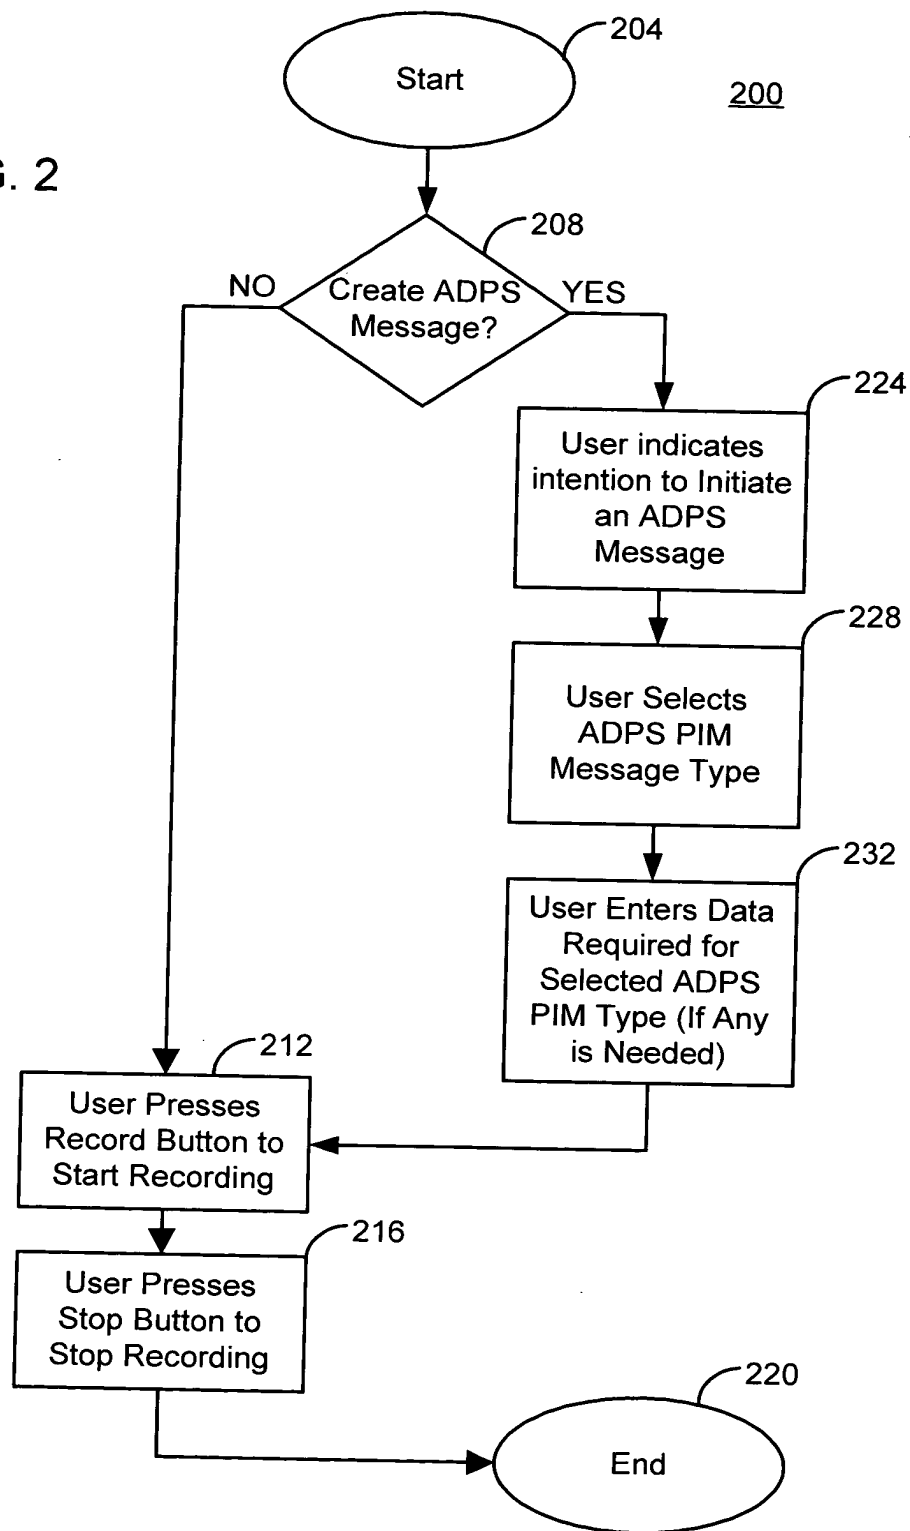 204
Start
200
. 2
208
NO
Create ADPS
Message?
YES
224
User indicates
intention to Initiate
an ADPS
Message
228
User Selects
ADPS PIM
Message Type
232
User Enters Data
Required for
Selected ADPS
PIM Type (If Any
is Needed)
212
User Presses
Record Button to
Start Recording
216
User Presses
Stop Button to
Stop Recording
220
End